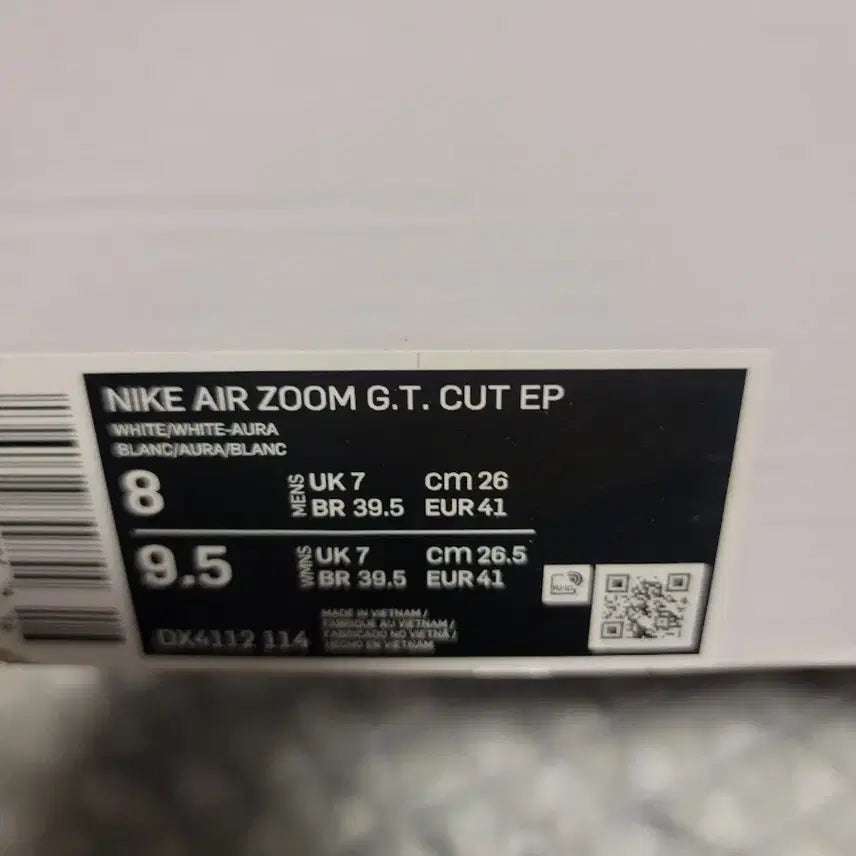 NIKE AIR ZOOM G.T. CUT EP
WHITE/WHITE-AURA
BLANC/AURA/BLANC
8 MENS UK 7 cm 26
BR 39.5 EUR 41
9.5 WMNS UK 7 cm 26.5
BR 39.5 EUR 41
DX4112 114
MADE IN VIETNAM /
FABRIQUE AU VIETNAM /
FABRICADO NO VIETNÃ /
HECHO EN VIETNAM